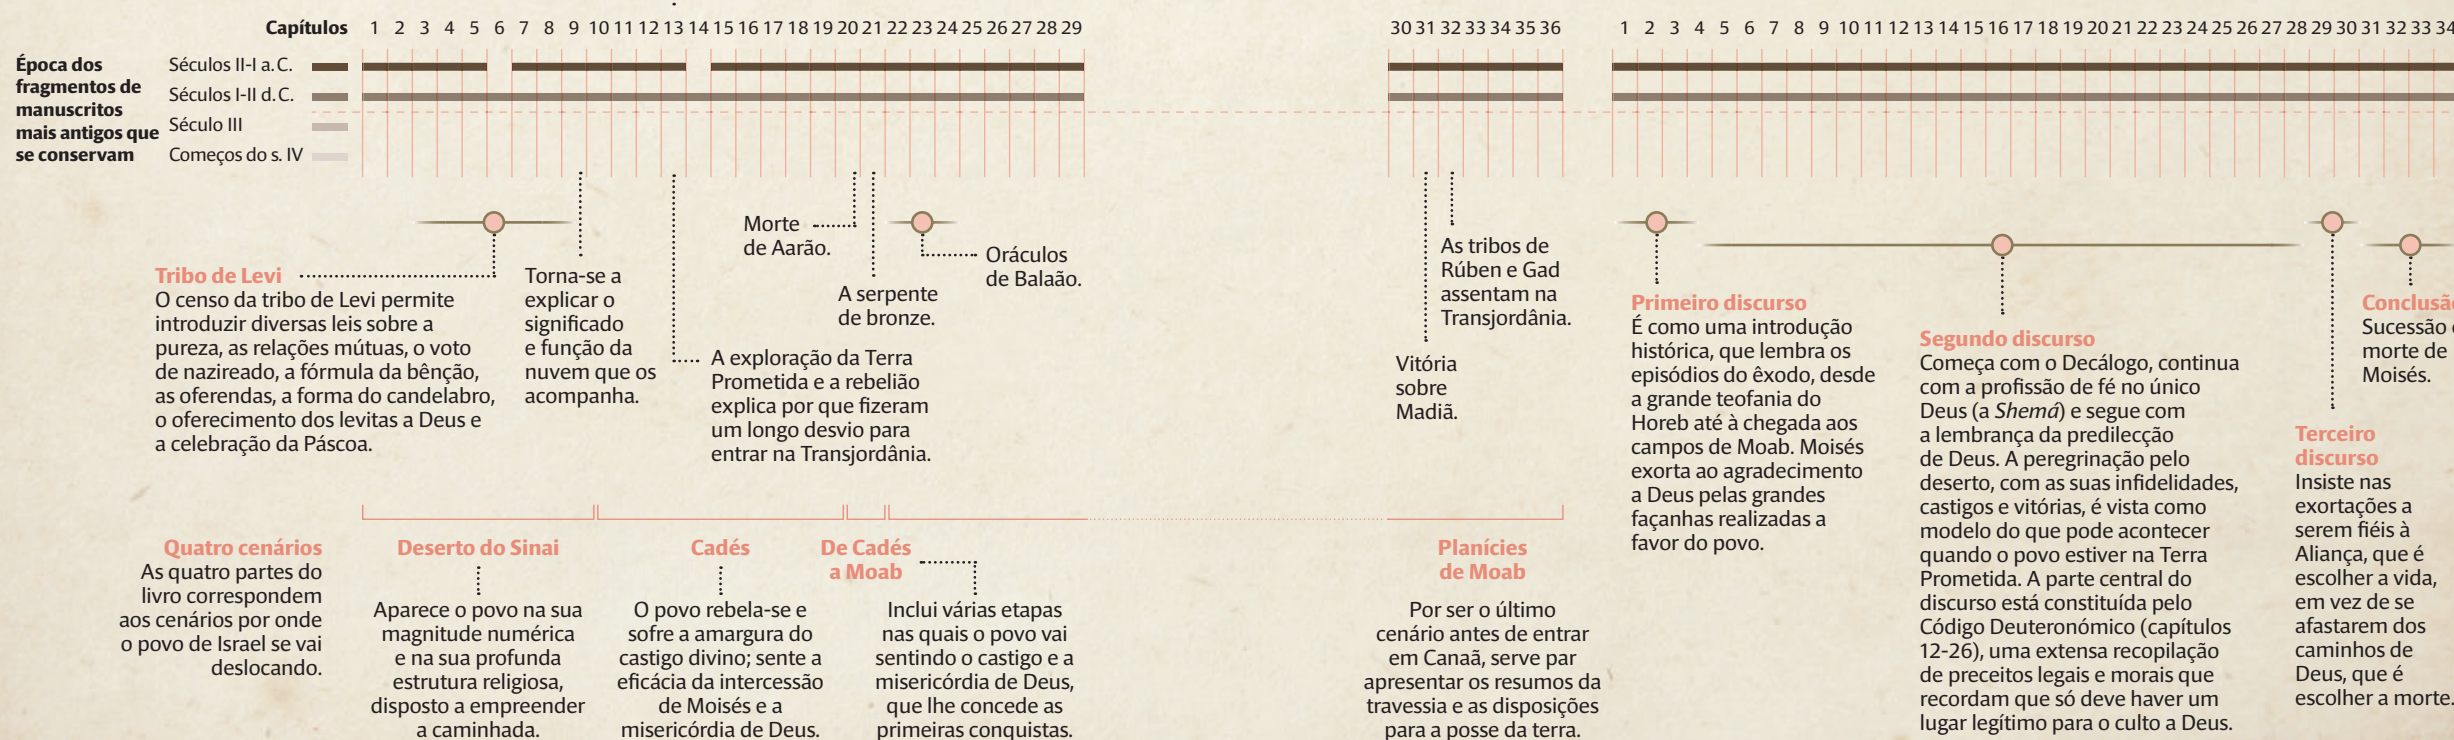 Capítulos 1 2 3 4 5 6 7 8 9 10 11 12 13 14 15 16 17 18 19 20 21 22 23 24 25 26 27 28 29 30 31 32 33 34 35 36 1 2 3 4 5 6 7 8 9 10 11 12 13 14 15 16 17 18 19 20 21 22 23 24 25 26 27 28 29 30 31 32 33 34
Época dos
fragmentos de
manuscritos
mais antigos que
se conservam
Séculos II-I a.C.
Séculos I-II d.C.
Século III
Começos do s. IV
Tribo de Levi
O censo da tribo de Levi permite
introduzir diversas leis sobre a
pureza, as relações mútuas, o voto
de nazireado, a fórmula da bênção,
as oferendas, a forma do candelabro,
o oferecimento dos levitas a Deus e
a celebração da Páscoa.
Torna-se a
explicar o
significado
e função da
nuvem que os
acompanha.
A exploração da Terra
Prometida e a rebelião
explica por que fizeram
um longo desvio para
entrar na Transjordânia.
Morte
de Aarão.
A serpente
de bronze.
Oráculos
de Balaão.
Vitória
sobre
Madiã.
As tribos de
Rúben e Gad
assentam na
Transjordânia.
Primeiro discurso
É como uma introdução
histórica, que lembra os
episódios do êxodo, desde
a grande teofania do
Horeb até à chegada aos
campos de Moab. Moisés
exorta ao agradecimento
a Deus pelas grandes
façanhas realizadas a
favor do povo.
Segundo discurso
Começa com o Decálogo, continua
com a profissão de fé no único
Deus (a Shemá) e segue com
a lembrança da predilecção
de Deus. A peregrinação pelo
deserto, com as suas infidelidades,
castigos e vitórias, é vista como
modelo do que pode acontecer
quando o povo estiver na Terra
Prometida. A parte central do
discurso está constituída pelo
Código Deuteronómico (capítulos
12-26), uma extensa recopilação
de preceitos legais e morais que
recordam que só deve haver um
lugar legítimo para o culto a Deus.
Terceiro
discurso
Insiste nas
exortações a
serem fiéis à
Aliança, que é
escolher a vida,
em vez de se
afastarem dos
caminhos de
Deus, que é
escolher a morte.
Conclusã
Sucessão
morte de
Moisés.
Quatro cenários
As quatro partes do
livro correspondem
aos cenários por onde
o povo de Israel se vai
deslocando.
Deserto do Sinai
Aparece o povo na sua
magnitude numérica
e na sua profunda
estrutura religiosa,
disposto a empreender
a caminhada.
Cadés
O povo rebela-se e
sofre a amargura do
castigo divino; sente a
eficácia da intercessão
de Moisés e a
misericórdia de Deus.
De Cadés
a Moab
Inclui várias etapas
nas quais o povo vai
sentindo o castigo e a
misericórdia de Deus,
que lhe concede as
primeiras conquistas.
Planícies
de Moab
Por ser o último
cenário antes de entrar
em Canaã, serve par
apresentar os resumos da
travessia e as disposições
para a posse da terra.